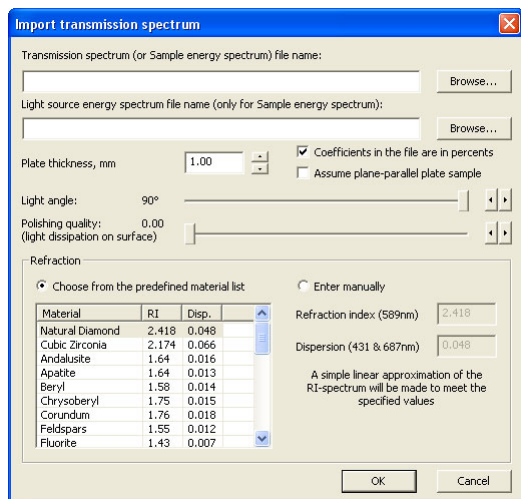 Import transmission spectrum
Transmission spectrum (or Sample energy spectrum) file name:
Browse...
Light source energy spectrum file name (only for Sample energy spectrum):
Browse...
Plate thickness, mm
1.00
Coefficients in the file are in percents
Assume plane-parallel plate sample
Light angle: 90°
Polishing quality: 0.00
(light dissipation on surface)
Refraction
Choose from the predefined material list
Material RI Disp.
Natural Diamond 2.418 0.048
Cubic Zirconia 2.174 0.066
Andalusite 1.64 0.016
Apatite 1.64 0.013
Beryl 1.58 0.014
Chrysoberyl 1.75 0.015
Corundum 1.76 0.018
Feldspars 1.55 0.012
Fluorite 1.43 0.007
Enter manually
Refraction index (589nm) 2.418
Dispersion (431 & 687nm) 0.048
A simple linear approximation of the
RI-spectrum will be made to meet the
specified values
OK
Cancel